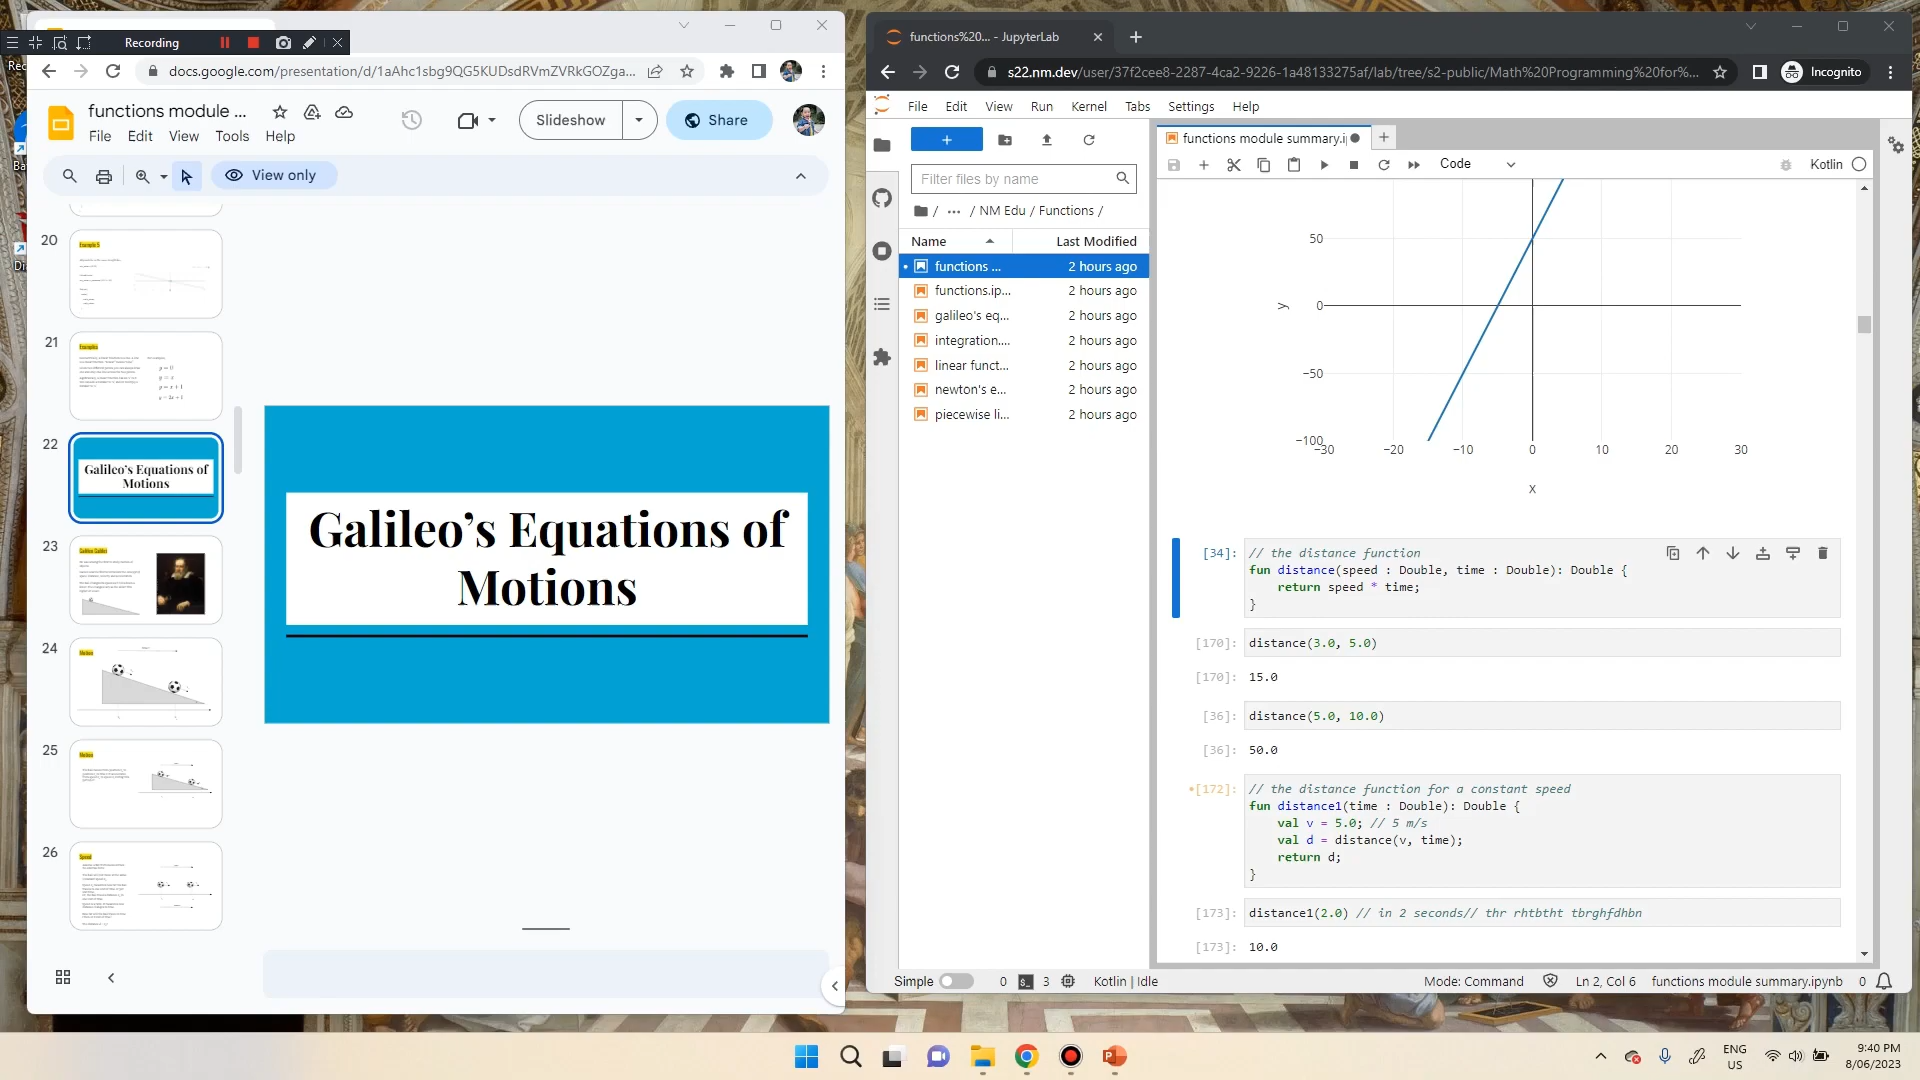 Recording
docs.google.com/presentation/d/1aAhc1sbg9QG5KUDsdRVmZVRkGOZga...
functions module ...
File Edit View Tools Help
Slideshow
Share
View only
20
Example 5
21
Examples
y = 0
y = x
y = x + 1
22
Galileo's Equations of
Motions
23
Galileo Galilei
24
Motion
25
Motion
26
Speed
Galileo's Equations of
Motions
functions%20... - JupyterLab
s22.nm.dev/user/37f2cee8-2287-4ca2-9226-1a48133275af/lab/tree/s2-public/Math%20Programming%20for%...
Incognito
File Edit View Run Kernel Tabs Settings Help
Filter files by name
/ ... / NM Edu / Functions /
Name Last Modified
functions ... 2 hours ago
functions.ip... 2 hours ago
galileo's eq... 2 hours ago
integration.... 2 hours ago
linear funct... 2 hours ago
newton's e... 2 hours ago
piecewise li... 2 hours ago
functions module summary.i
Code
Kotlin
50
0
−50
−100
y
−30 −20 −10 0 10 20 30
x
[34]: // the distance function
fun distance(speed : Double, time : Double): Double {
return speed * time;
}
[170]: distance(3.0, 5.0)
[170]: 15.0
[36]: distance(5.0, 10.0)
[36]: 50.0
[172]: // the distance function for a constant speed
fun distance1(time : Double): Double {
val v = 5.0; // 5 m/s
val d = distance(v, time);
return d;
}
[173]: distance1(2.0) // in 2 seconds// thr rhtbtht tbrghfdhbn
[173]: 10.0
Simple 0 3 Kotlin | Idle
Mode: Command Ln 2, Col 6 functions module summary.ipynb 0
ENG
US
9:40 PM
8/06/2023